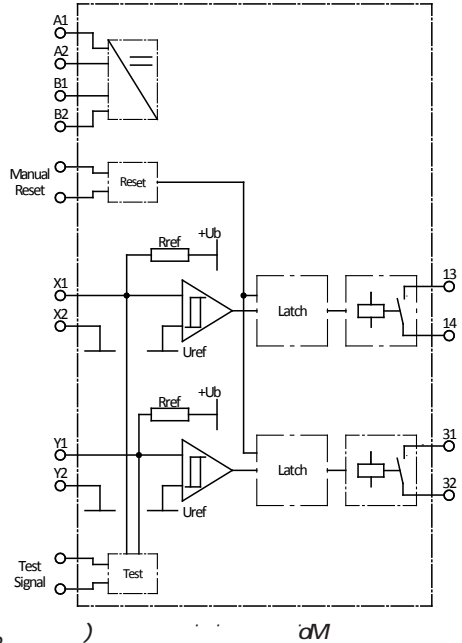 A1
A2
B1
B2
Manual
Reset
Reset
+Ub
Rref
X1
X2
Uref
Latch
13
14
+Ub
Rref
Y1
Y2
Uref
Latch
31
32
Test
Signal
Test